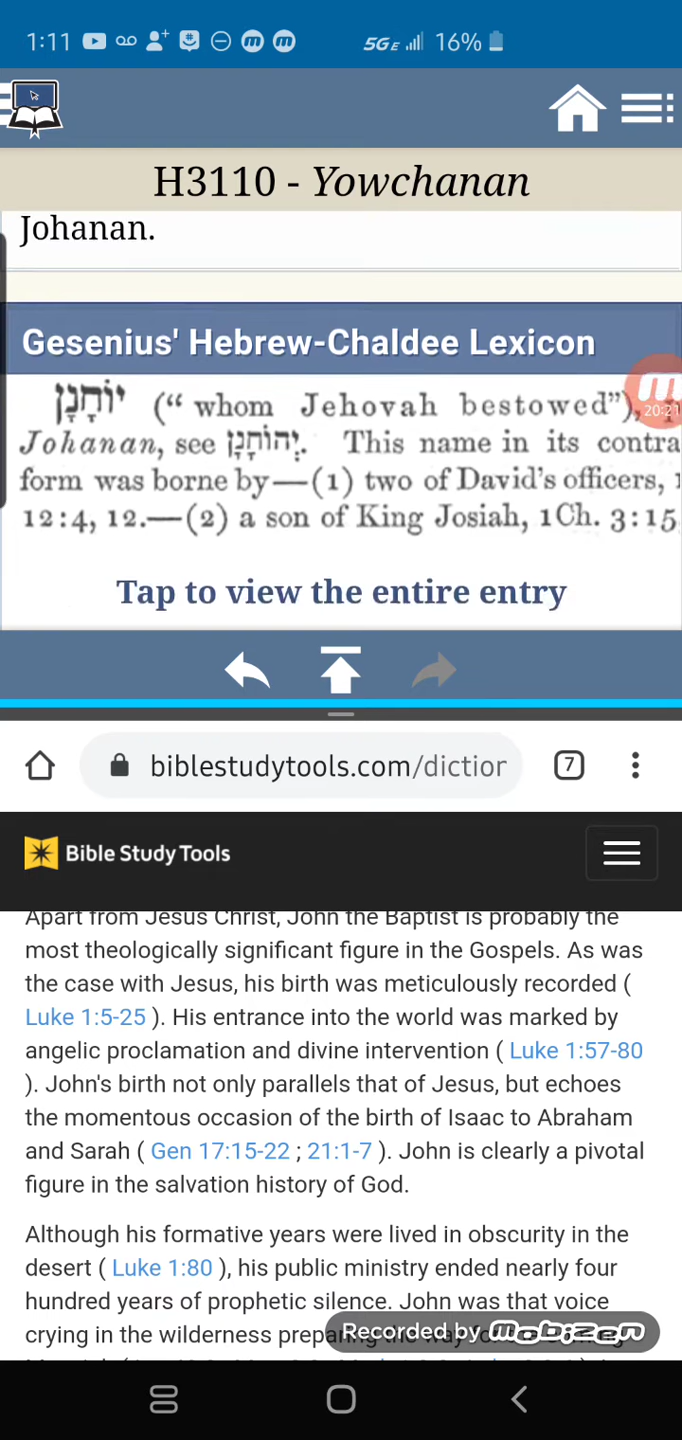 1:11 5GE 16%
H3110 - Yowchanan
Johanan.
Gesenius' Hebrew-Chaldee Lexicon
יוֹחָנָן (“ whom Jehovah bestowed”),
20:21
Johanan, see יְהוֹחָנָן. This name in its contra
form was borne by—(1) two of David's officers, 1
12:4, 12.—(2) a son of King Josiah, 1Ch. 3:15
Tap to view the entire entry
biblestudytools.com/diction 7
Bible Study Tools
Apart from Jesus Christ, John the Baptist is probably the
most theologically significant figure in the Gospels. As was
the case with Jesus, his birth was meticulously recorded (
Luke 1:5-25 ). His entrance into the world was marked by
angelic proclamation and divine intervention ( Luke 1:57-80
). John's birth not only parallels that of Jesus, but echoes
the momentous occasion of the birth of Isaac to Abraham
and Sarah ( Gen 17:15-22 ; 21:1-7 ). John is clearly a pivotal
figure in the salvation history of God.
Although his formative years were lived in obscurity in the
desert ( Luke 1:80 ), his public ministry ended nearly four
hundred years of prophetic silence. John was that voice
crying in the wilderness
Recorded by mobizen